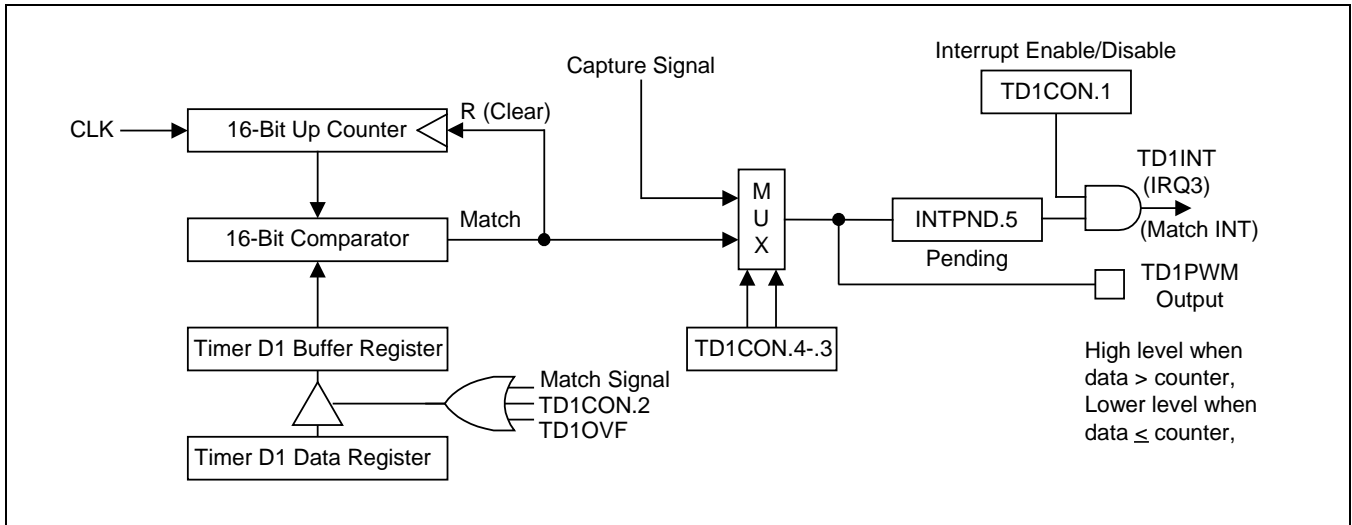 Interrupt Enable/Disable
Capture Signal
TD1CON.1
R (Clear)
CLK
16-Bit Up Counter
TD1INT
(IRQ3)
M
U
X
INTPND.5
(Match INT)
Match
16-Bit Comparator
Pending
TD1PWM
Output
Timer D1 Buffer Register
TD1CON.4-.3
High level when
data > counter,
Lower level when
data ≤ counter,
Match Signal
TD1CON.2
TD1OVF
Timer D1 Data Register